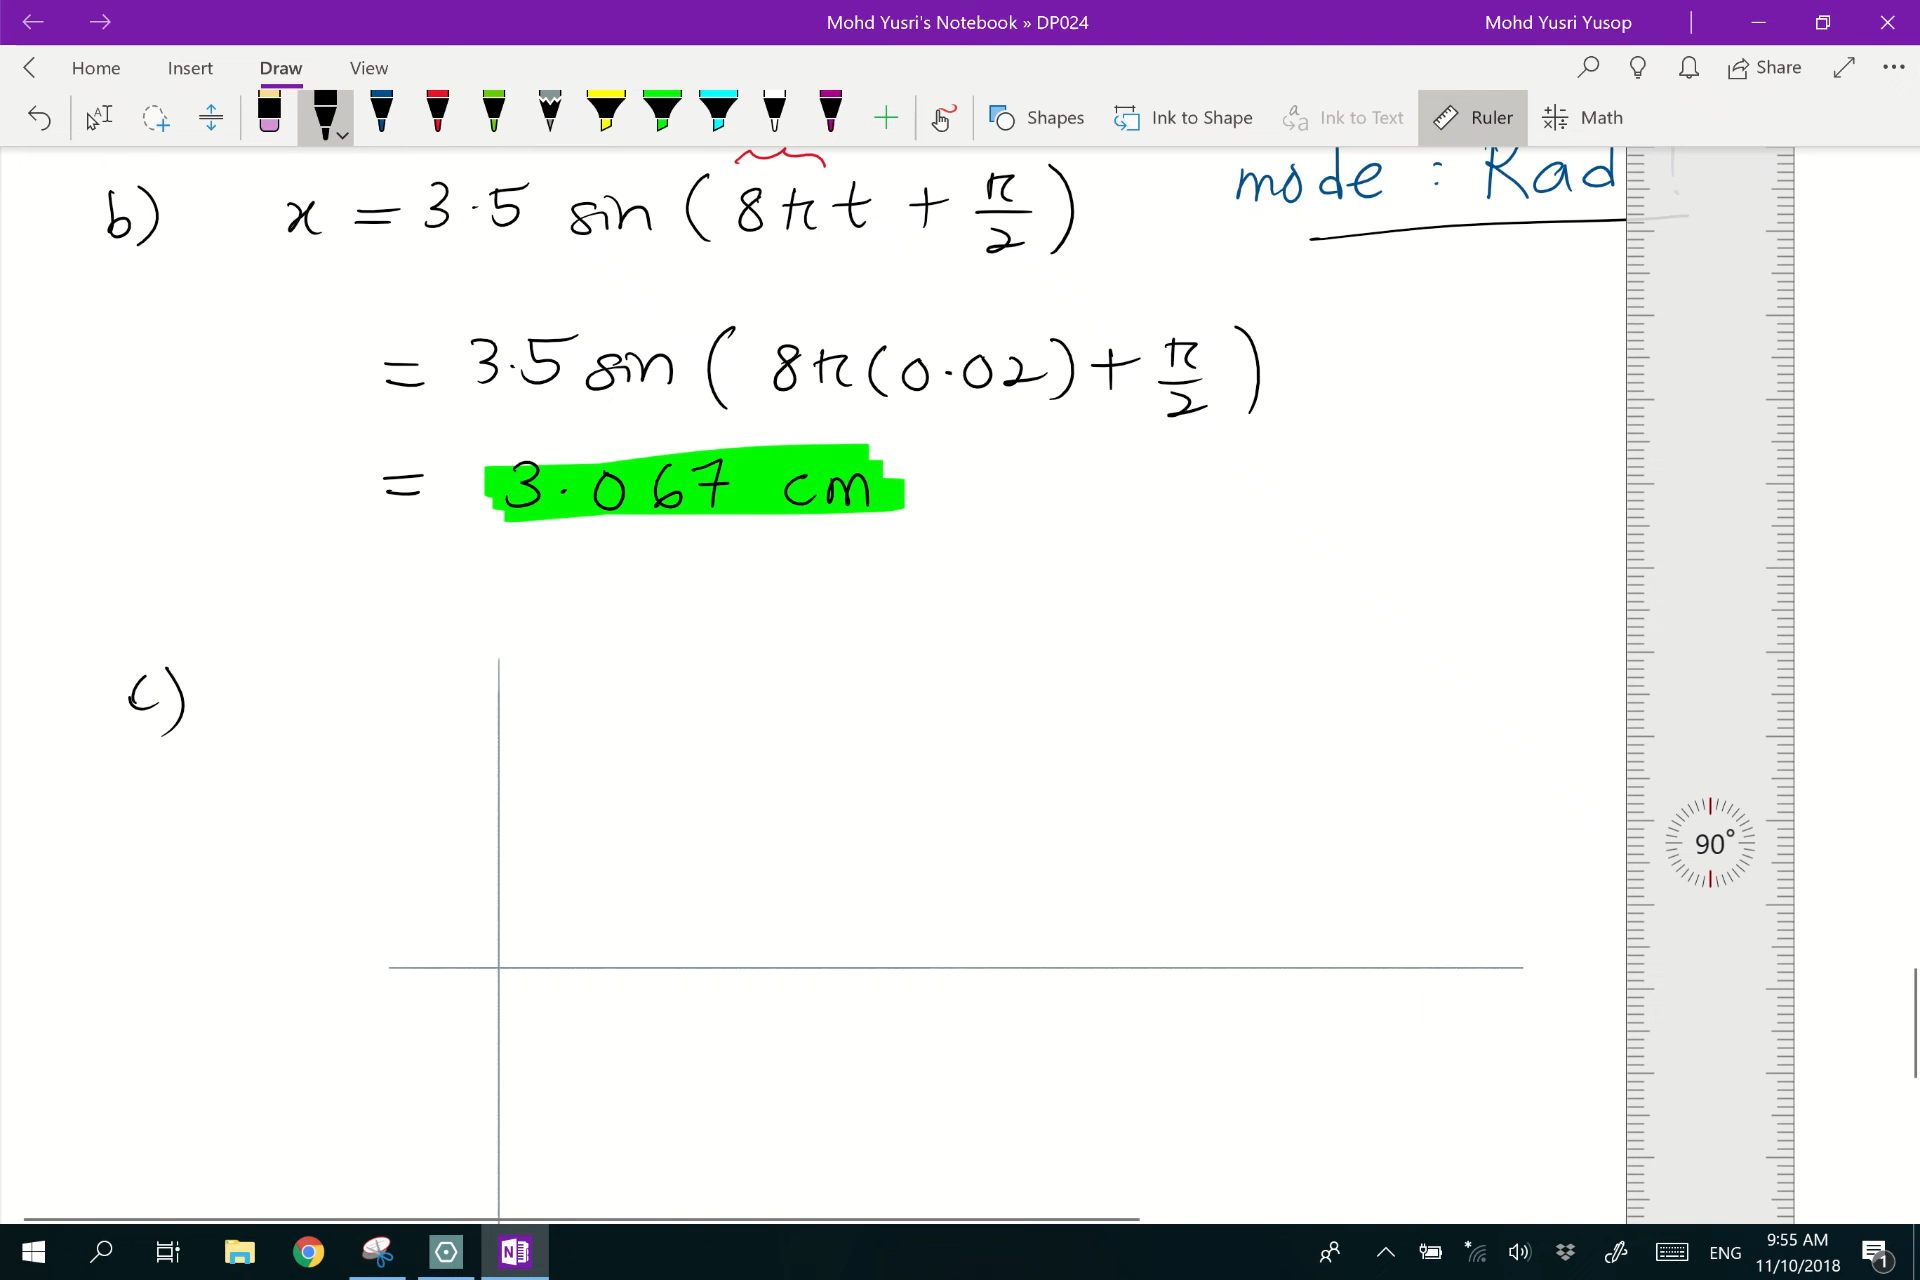 Mohd Yusri's Notebook » DP024
Mohd Yusri Yusop
Home Insert Draw View
Share
Shapes
Ink to Shape
Ink to Text
Ruler
Math
mode : Rad
b) x = 3.5 sin ( 8πt + π/2 )
= 3.5 sin ( 8π(0.02) + π/2 )
= 3.067 cm
c)
90°
ENG
9:55 AM
11/10/2018
1